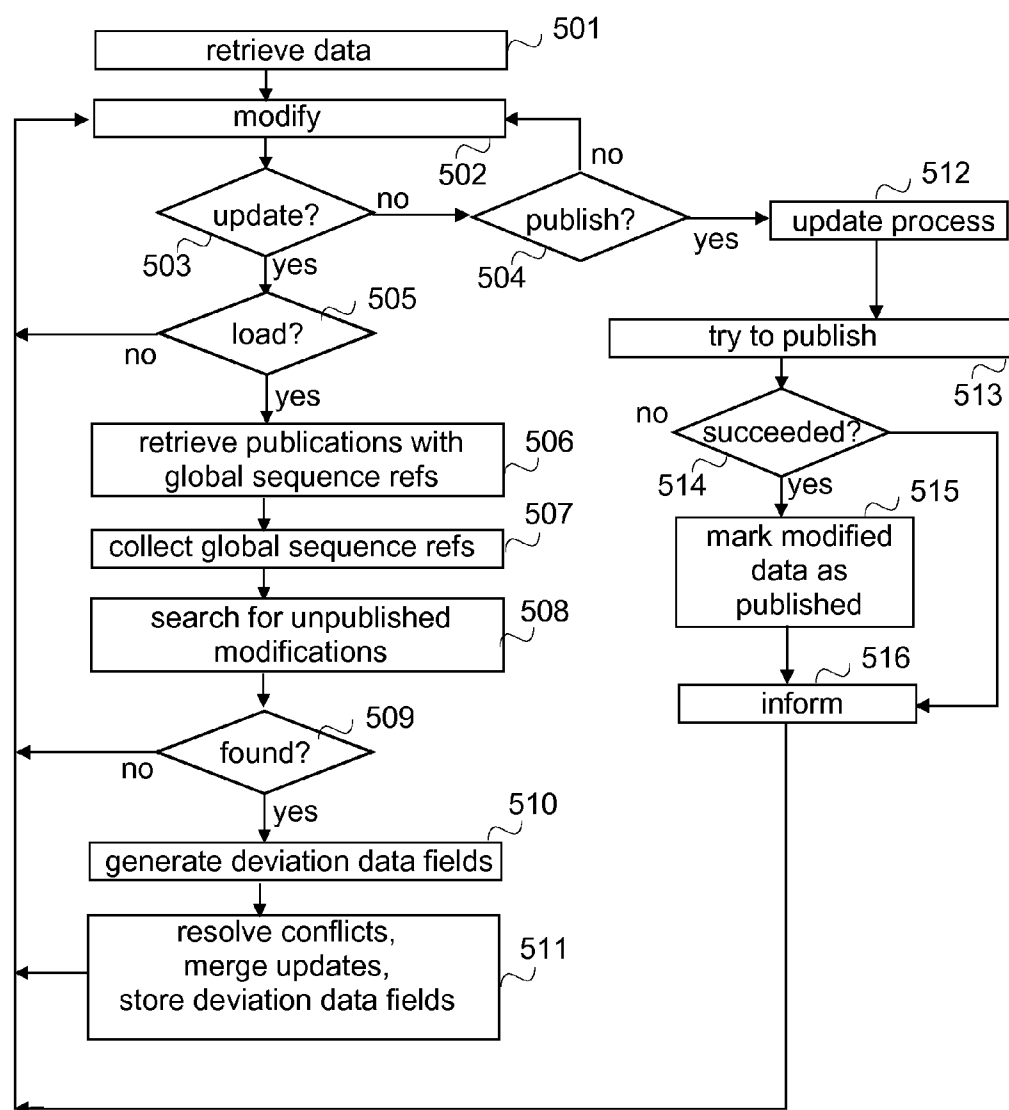 501
retrieve data
modify
502
no
update?
no
publish?
yes
512
update process
503
yes
504
505
load?
no
yes
try to publish
513
retrieve publications with
global sequence refs
506
no
succeeded?
514
yes
507
collect global sequence refs
515
mark modified
data as
published
search for unpublished
modifications
508
516
inform
509
found?
no
yes
510
generate deviation data fields
resolve conflicts,
merge updates,
store deviation data fields
511